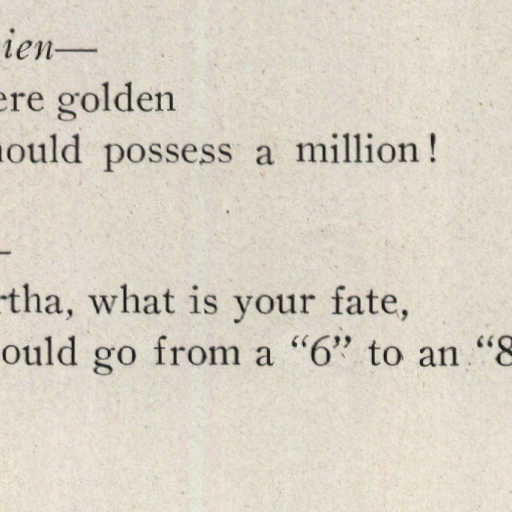 ien—
ere golden
hould possess a million!
—
rtha, what is your fate,
ould go from a “6” to an “8